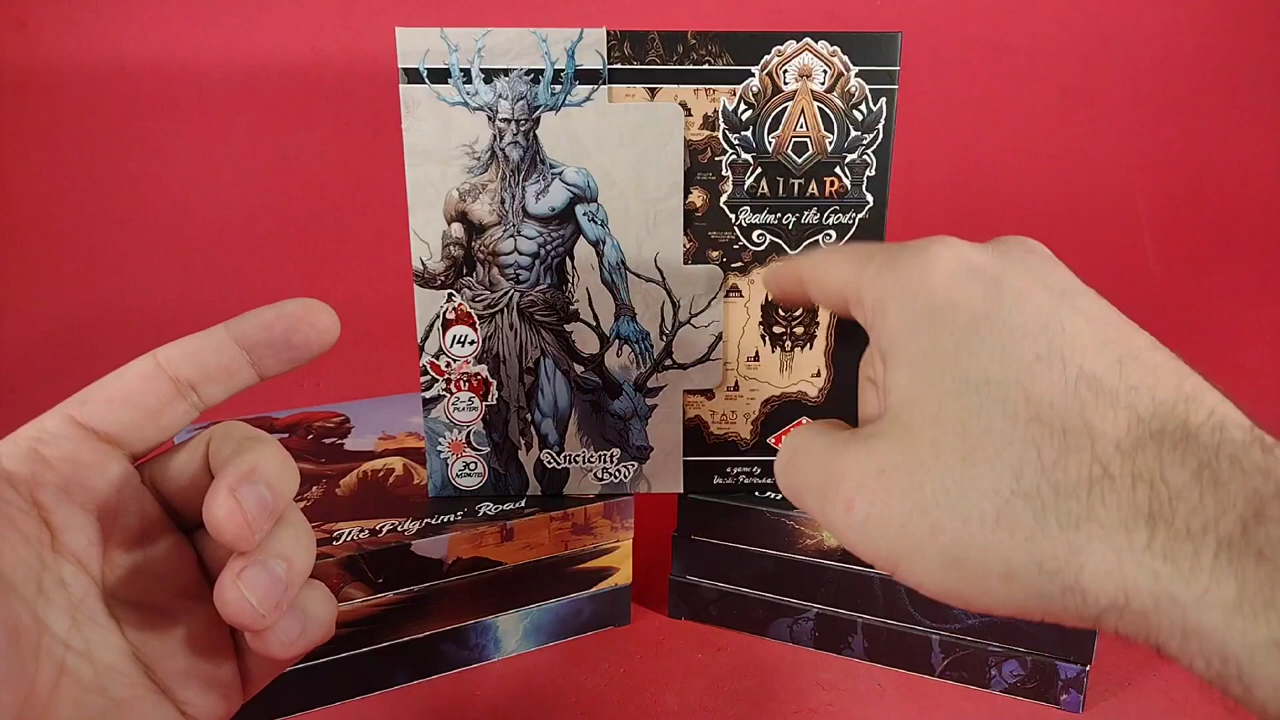 ALTAR
Realms of the Gods
14+
2-5
PLAYERS
30
MINUTES
Ancient
God
a game by
The Pilgrims' Road